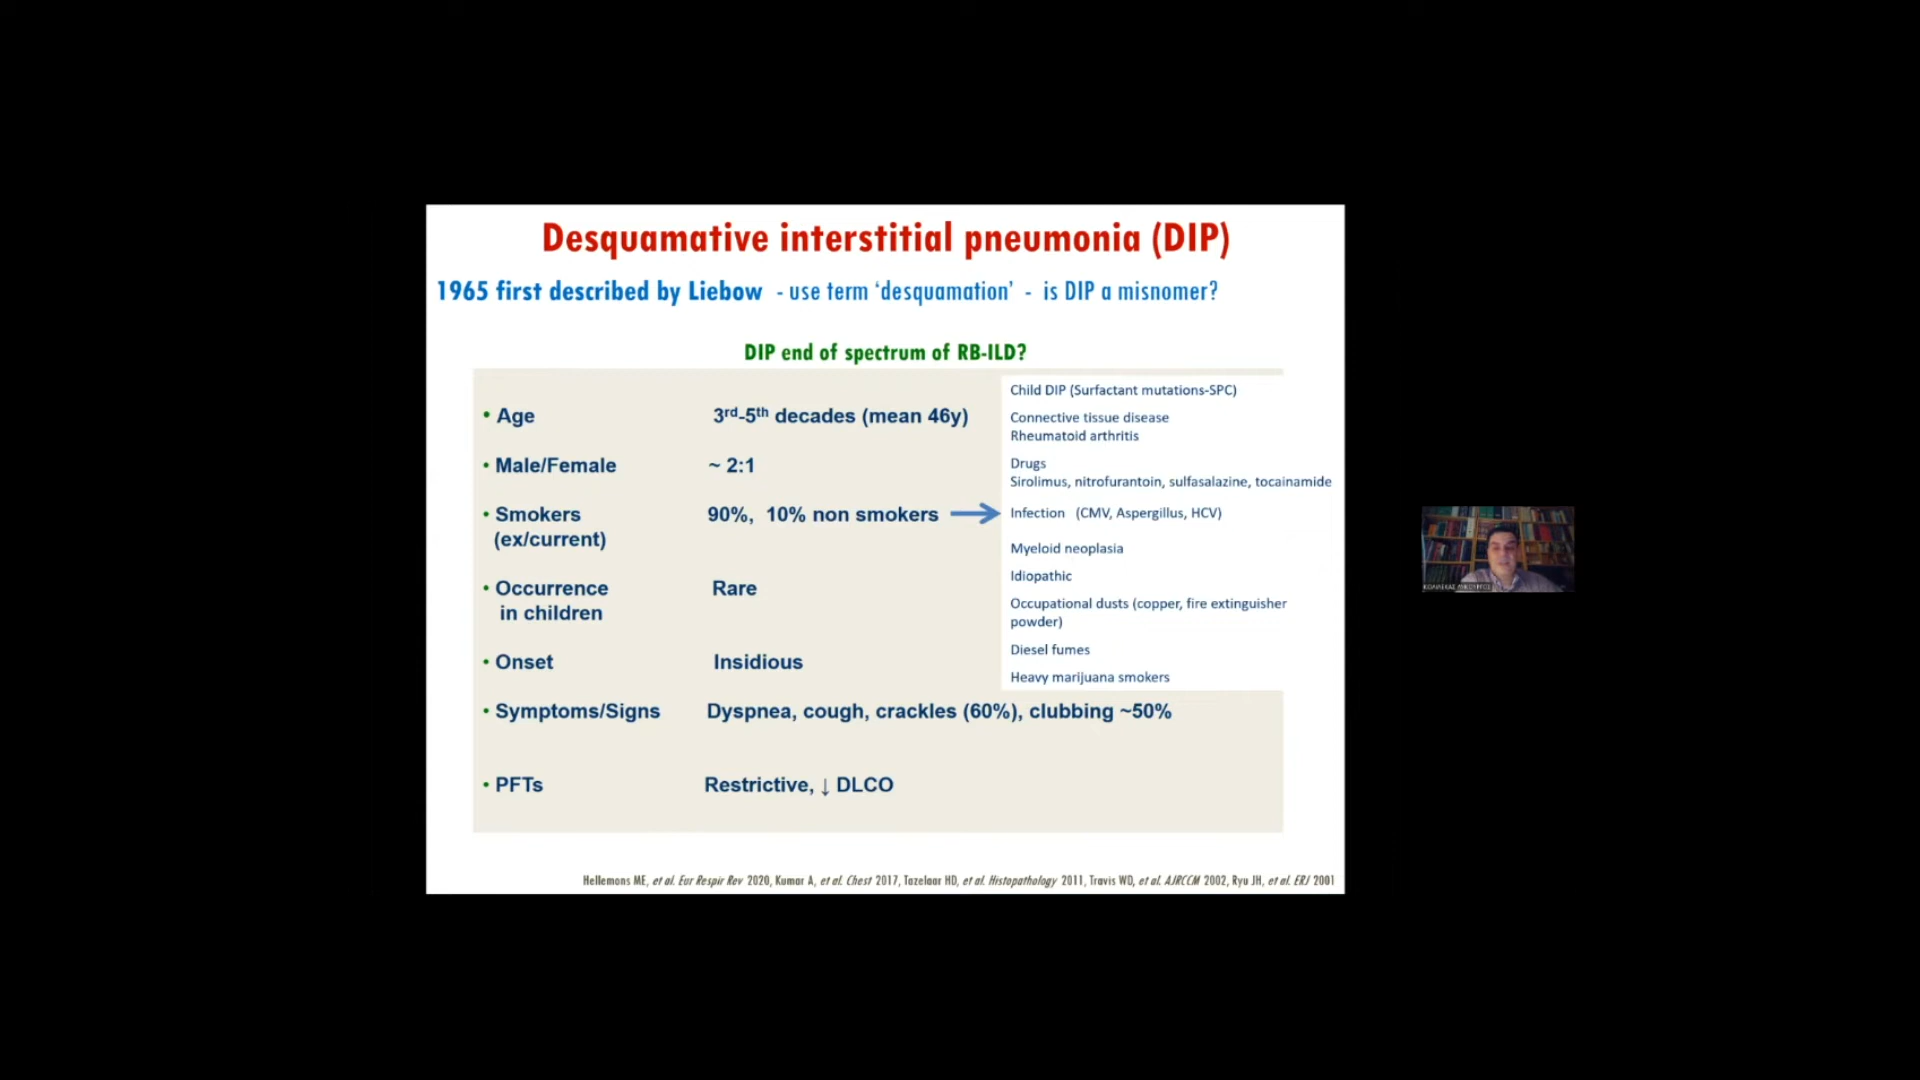 Desquamative interstitial pneumonia (DIP)
1965 first described by Liebow - use term ‘desquamation’ - is DIP a misnomer?
DIP end of spectrum of RB-ILD?
• Age 3rd-5th decades (mean 46y)
• Male/Female ~ 2:1
• Smokers 90%, 10% non smokers
(ex/current)
• Occurrence Rare
in children
• Onset Insidious
• Symptoms/Signs Dyspnea, cough, crackles (60%), clubbing ~50%
• PFTs Restrictive, ↓ DLCO
Child DIP (Surfactant mutations-SPC)
Connective tissue disease
Rheumatoid arthritis
Drugs
Sirolimus, nitrofurantoin, sulfasalazine, tocainamide
Infection (CMV, Aspergillus, HCV)
Myeloid neoplasia
Idiopathic
Occupational dusts (copper, fire extinguisher
powder)
Diesel fumes
Heavy marijuana smokers
Hellemons ME, et al. Eur Respir Rev 2020, Kumar A, et al. Chest 2017, Tazelaar HD, et al. Histopathology 2011, Travis WD, et al. AJRCCM 2002, Ryu JH, et al. ERJ 2001